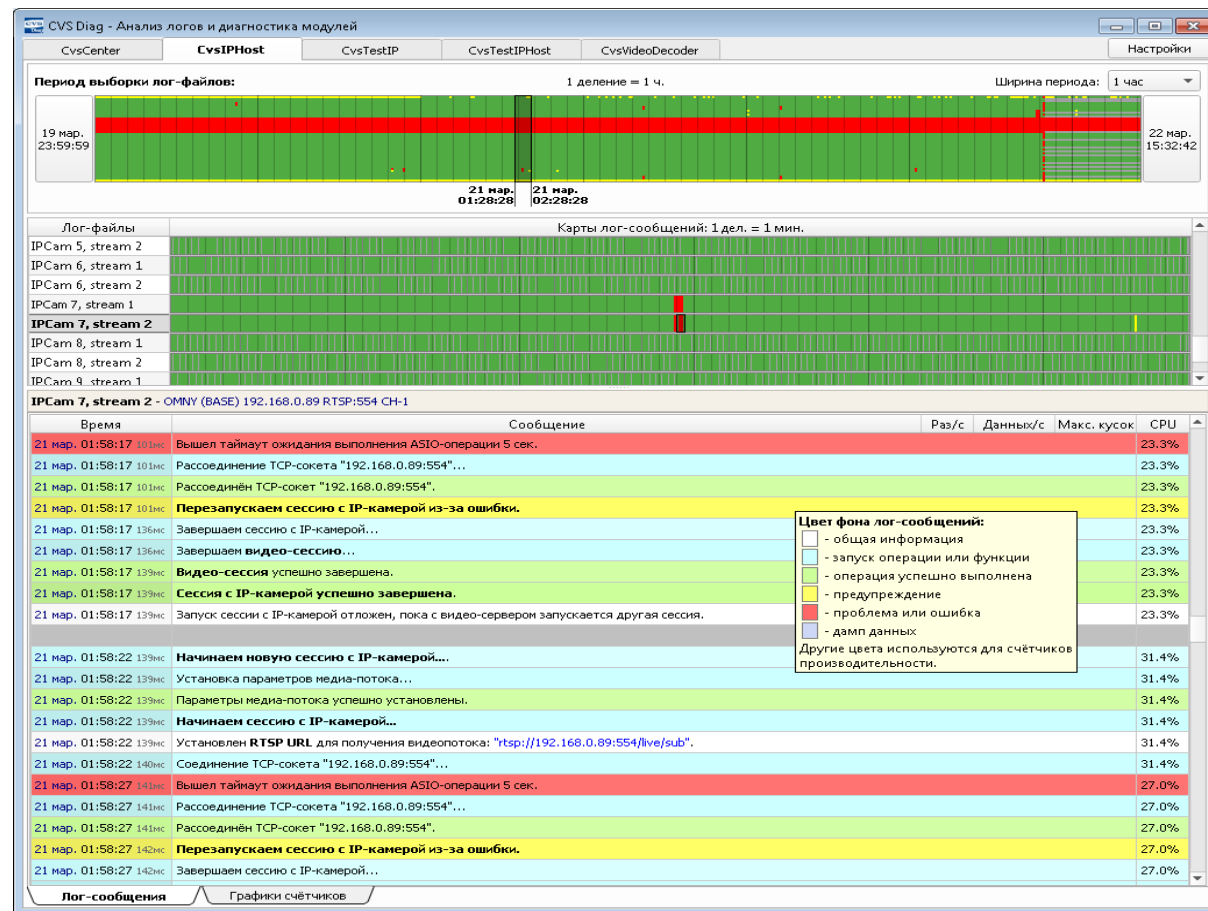 CVS Diag - Анализ логов и диагностика модулей
CvsCenter CvsIPHost CvsTestIP CvsTestIPHost CvsVideoDecoder Настройки
Период выборки лог-файлов: 1 деление = 1 ч. Ширина периода: 1 час
19 мар. 23:59:59
22 мар. 15:32:42
21 мар. 01:28:28
21 мар. 02:28:28
Лог-файлы Карты лог-сообщений: 1 дел. = 1 мин.
IPCam 5, stream 2
IPCam 6, stream 1
IPCam 6, stream 2
IPCam 7, stream 1
IPCam 7, stream 2
IPCam 8, stream 1
IPCam 8, stream 2
IPCam 9, stream 1
IPCam 7, stream 2 - OMNY (BASE) 192.168.0.89 RTSP:554 CH-1
Время Сообщение Раз/с Данных/с Макс. кусок CPU
21 мар. 01:58:17 101мс Вышел таймаут ожидания выполнения ASIO-операции 5 сек. 23.3%
21 мар. 01:58:17 101мс Рассоединение TCP-сокета "192.168.0.89:554"... 23.3%
21 мар. 01:58:17 101мс Рассоединён TCP-сокет "192.168.0.89:554". 23.3%
21 мар. 01:58:17 101мс Перезапускаем сессию с IP-камерой из-за ошибки. 23.3%
21 мар. 01:58:17 136мс Завершаем сессию с IP-камерой... 23.3%
21 мар. 01:58:17 136мс Завершаем видео-сессию... 23.3%
21 мар. 01:58:17 139мс Видео-сессия успешно завершена. 23.3%
21 мар. 01:58:17 139мс Сессия с IP-камерой успешно завершена. 23.3%
21 мар. 01:58:17 139мс Запуск сессии с IP-камерой отложен, пока с видео-сервером запускается другая сессия. 23.3%
Цвет фона лог-сообщений:
- общая информация
- запуск операции или функции
- операция успешно выполнена
- предупреждение
- проблема или ошибка
- дамп данных
Другие цвета используются для счётчиков
производительности.
21 мар. 01:58:22 139мс Начинаем новую сессию с IP-камерой.... 31.4%
21 мар. 01:58:22 139мс Установка параметров медиа-потока... 31.4%
21 мар. 01:58:22 139мс Параметры медиа-потока успешно установлены. 31.4%
21 мар. 01:58:22 139мс Начинаем сессию с IP-камерой... 31.4%
21 мар. 01:58:22 139мс Установлен RTSP URL для получения видеопотока: "rtsp://192.168.0.89:554/live/sub". 31.4%
21 мар. 01:58:22 140мс Соединение TCP-сокета "192.168.0.89:554"... 31.4%
21 мар. 01:58:27 141мс Вышел таймаут ожидания выполнения ASIO-операции 5 сек. 27.0%
21 мар. 01:58:27 141мс Рассоединение TCP-сокета "192.168.0.89:554"... 27.0%
21 мар. 01:58:27 141мс Рассоединён TCP-сокет "192.168.0.89:554". 27.0%
21 мар. 01:58:27 142мс Перезапускаем сессию с IP-камерой из-за ошибки. 27.0%
21 мар. 01:58:27 142мс Завершаем сессию с IP-камерой... 27.0%
Лог-сообщения Графики счётчиков